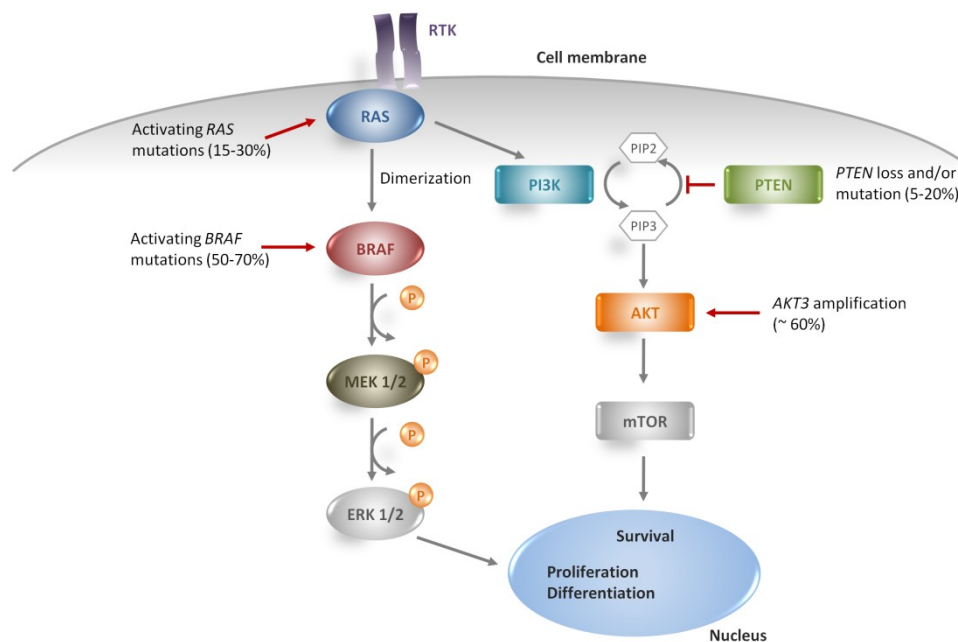 RTK
Cell membrane
RAS
Activating RAS
mutations (15-30%)
PIP2
Dimerization
PI3K
PTEN
PTEN loss and/or
mutation (5-20%)
PIP3
Activating BRAF
mutations (50-70%)
BRAF
P
AKT
AKT3 amplification
(~ 60%)
P
MEK 1/2
mTOR
P
P
ERK 1/2
Survival
Proliferation
Differentiation
Nucleus